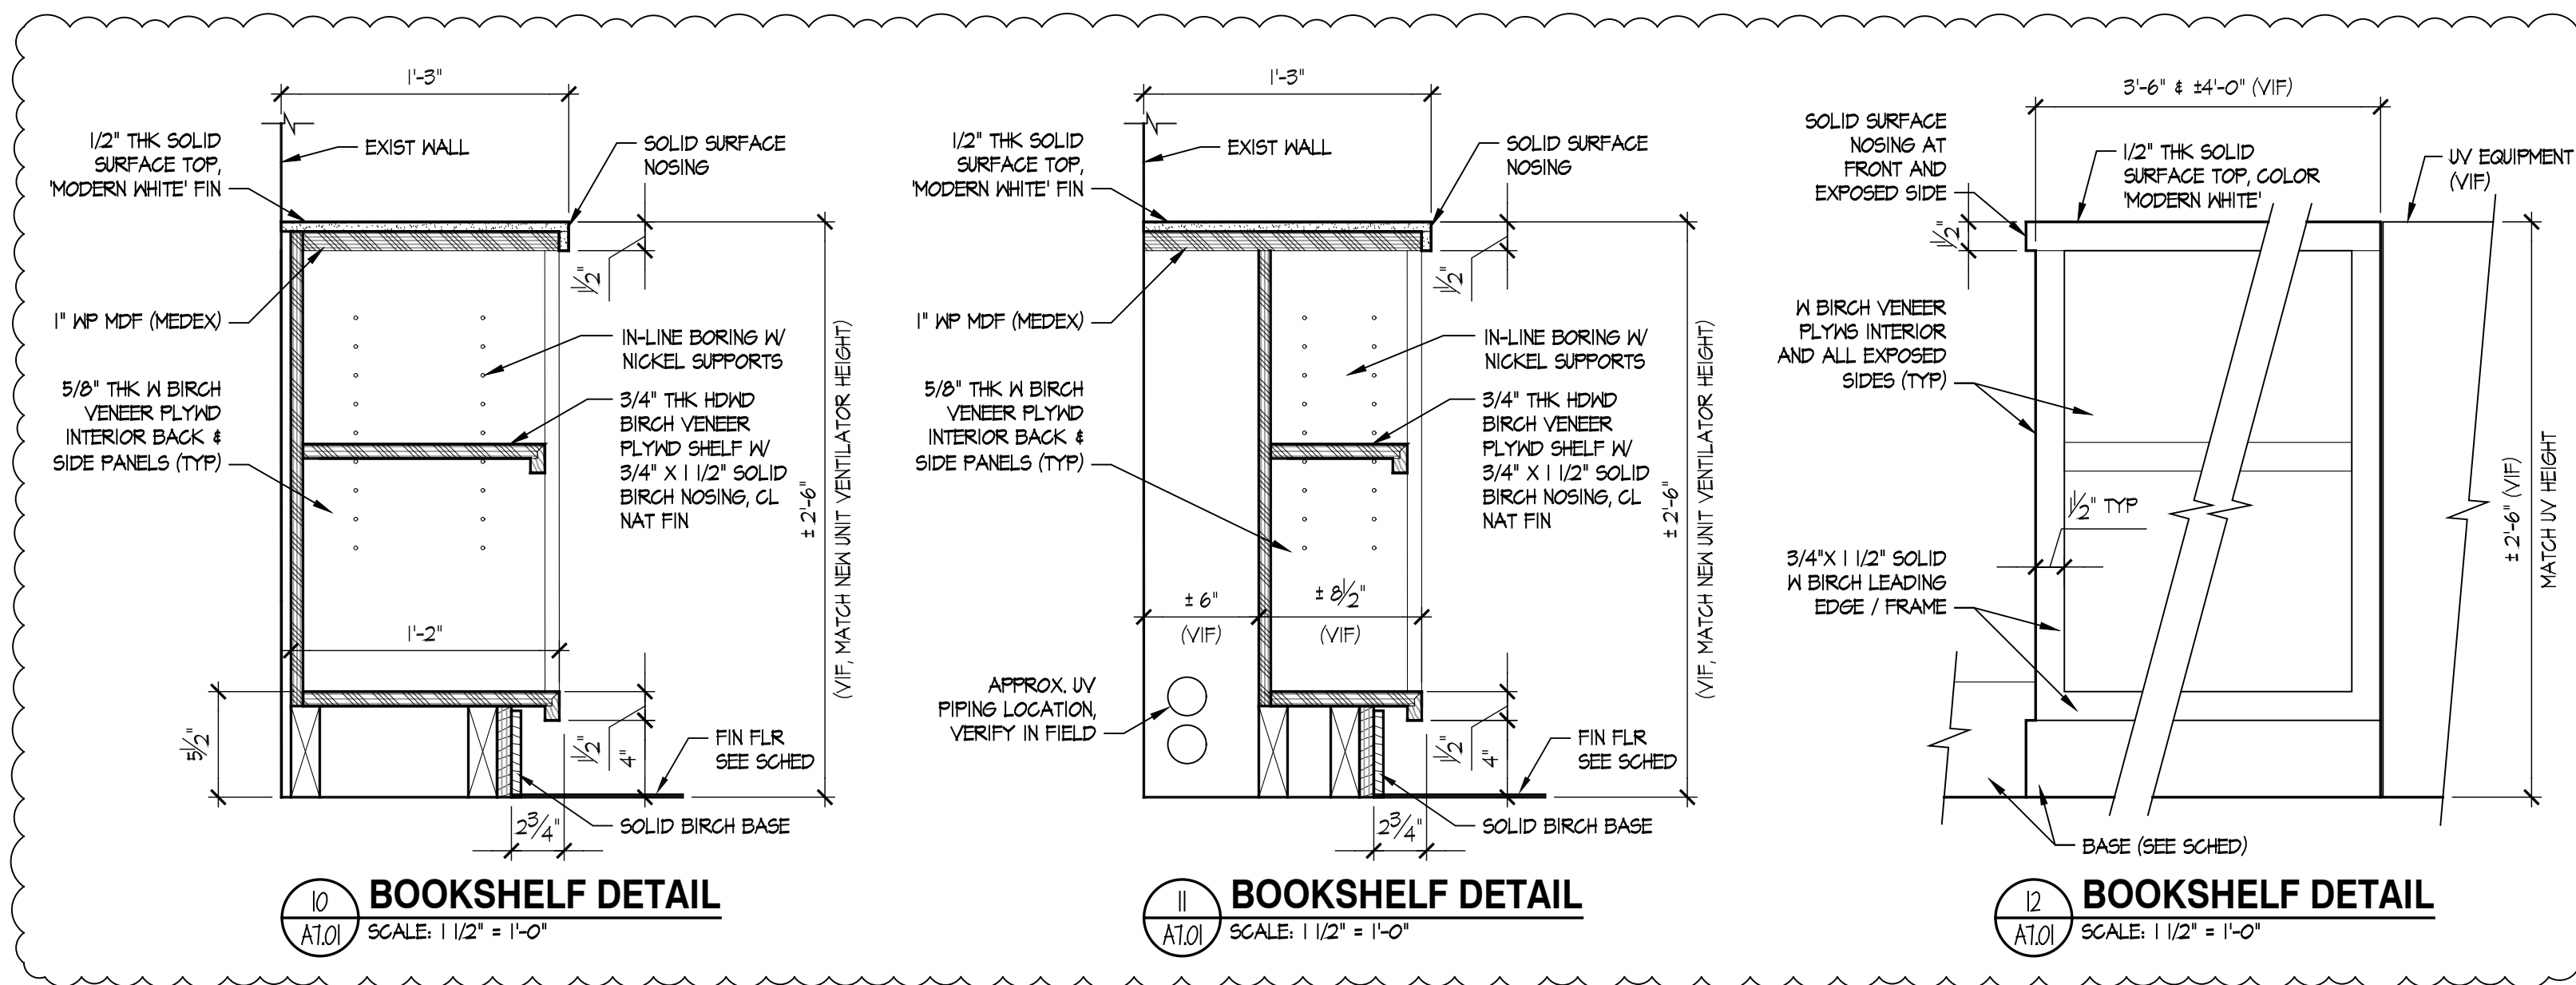 1'-3"
1/2" THK SOLID
SURFACE TOP,
'MODERN WHITE' FIN
EXIST WALL
SOLID SURFACE
NOSING
1 1/2"
1" WP MDF (MEDEX)
IN-LINE BORING W/
NICKEL SUPPORTS
5/8" THK W BIRCH
VENEER PLYWD
INTERIOR BACK &
SIDE PANELS (TYP)
3/4" THK HDWD
BIRCH VENEER
PLYWD SHELF W/
3/4" X 1 1/2" SOLID
BIRCH NOSING, CL
NAT FIN
± 2'-6"
(VIF, MATCH NEW UNIT VENTILATOR HEIGHT)
1'-2"
5 1/2"
1 1/2"
4"
FIN FLR
SEE SCHED
2 3/4"
SOLID BIRCH BASE
10
A7.01
BOOKSHELF DETAIL
SCALE: 1 1/2" = 1'-0"
1'-3"
1/2" THK SOLID
SURFACE TOP,
'MODERN WHITE' FIN
EXIST WALL
SOLID SURFACE
NOSING
1 1/2"
1" WP MDF (MEDEX)
IN-LINE BORING W/
NICKEL SUPPORTS
5/8" THK W BIRCH
VENEER PLYWD
INTERIOR BACK &
SIDE PANELS (TYP)
3/4" THK HDWD
BIRCH VENEER
PLYWD SHELF W/
3/4" X 1 1/2" SOLID
BIRCH NOSING, CL
NAT FIN
± 2'-6"
(VIF, MATCH NEW UNIT VENTILATOR HEIGHT)
± 6"
(VIF)
± 8 1/2"
(VIF)
APPROX. UV
PIPING LOCATION,
VERIFY IN FIELD
1 1/2"
4"
FIN FLR
SEE SCHED
2 3/4"
SOLID BIRCH BASE
11
A7.01
BOOKSHELF DETAIL
SCALE: 1 1/2" = 1'-0"
3'-6" & ±4'-0" (VIF)
SOLID SURFACE
NOSING AT
FRONT AND
EXPOSED SIDE
1/2" THK SOLID
SURFACE TOP, COLOR
'MODERN WHITE'
UV EQUIPMENT
(VIF)
1 1/2"
W BIRCH VENEER
PLYWS INTERIOR
AND ALL EXPOSED
SIDES (TYP)
1 1/2" TYP
3/4"X 1 1/2" SOLID
W BIRCH LEADING
EDGE / FRAME
± 2'-6" (VIF)
MATCH UV HEIGHT
BASE (SEE SCHED)
12
A7.01
BOOKSHELF DETAIL
SCALE: 1 1/2" = 1'-0"